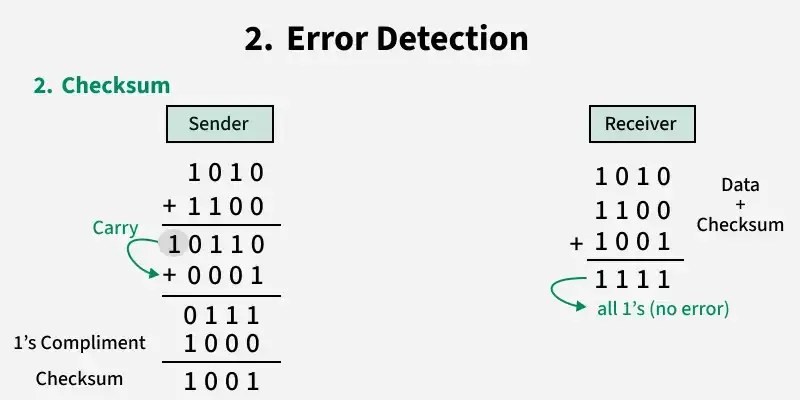 2. Error Detection
2. Checksum
Sender
1010
+ 1100
Carry
10110
+ 0001
0111
1's Compliment 1000
Checksum 1001
Receiver
1010
1100
+ 1001
1111
Data
+
Checksum
all 1's (no error)